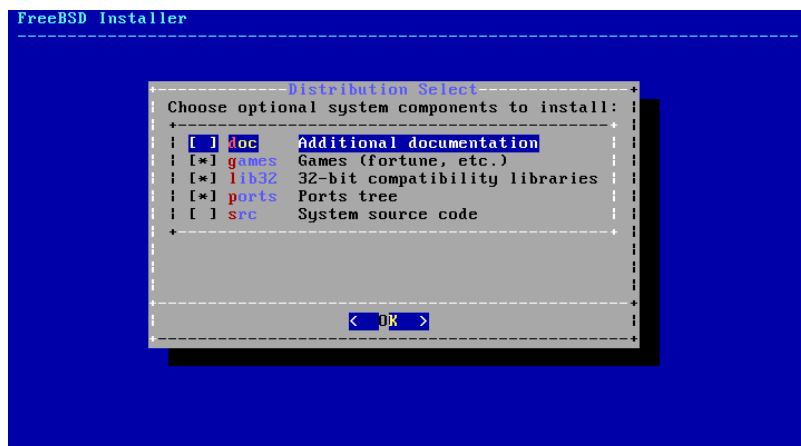 FreeBSD Installer
Distribution Select
Choose optional system components to install:
[ ] doc Additional documentation
[*] games Games (fortune, etc.)
[*] lib32 32-bit compatibility libraries
[*] ports Ports tree
[ ] src System source code
< OK >